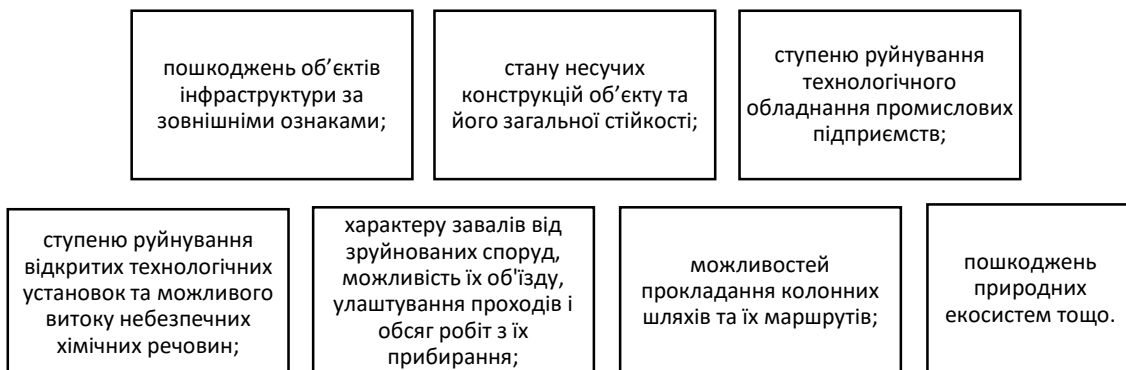 пошкоджень об’єктів
інфраструктури за
зовнішніми ознаками;
стану несучих
конструкцій об’єкту та
його загальної стійкості;
ступеню руйнування
технологічного
обладнання промислових
підприємств;
ступеню руйнування
відкритих технологічних
установок та можливого
витоку небезпечних
хімічних речовин;
характеру завалів від
зруйнованих споруд,
можливість їх об'їзду,
улаштування проходів і
обсяг робіт з їх
прибирання;
можливостей
прокладання колонних
шляхів та їх маршрутів;
пошкоджень
природних
екосистем тощо.